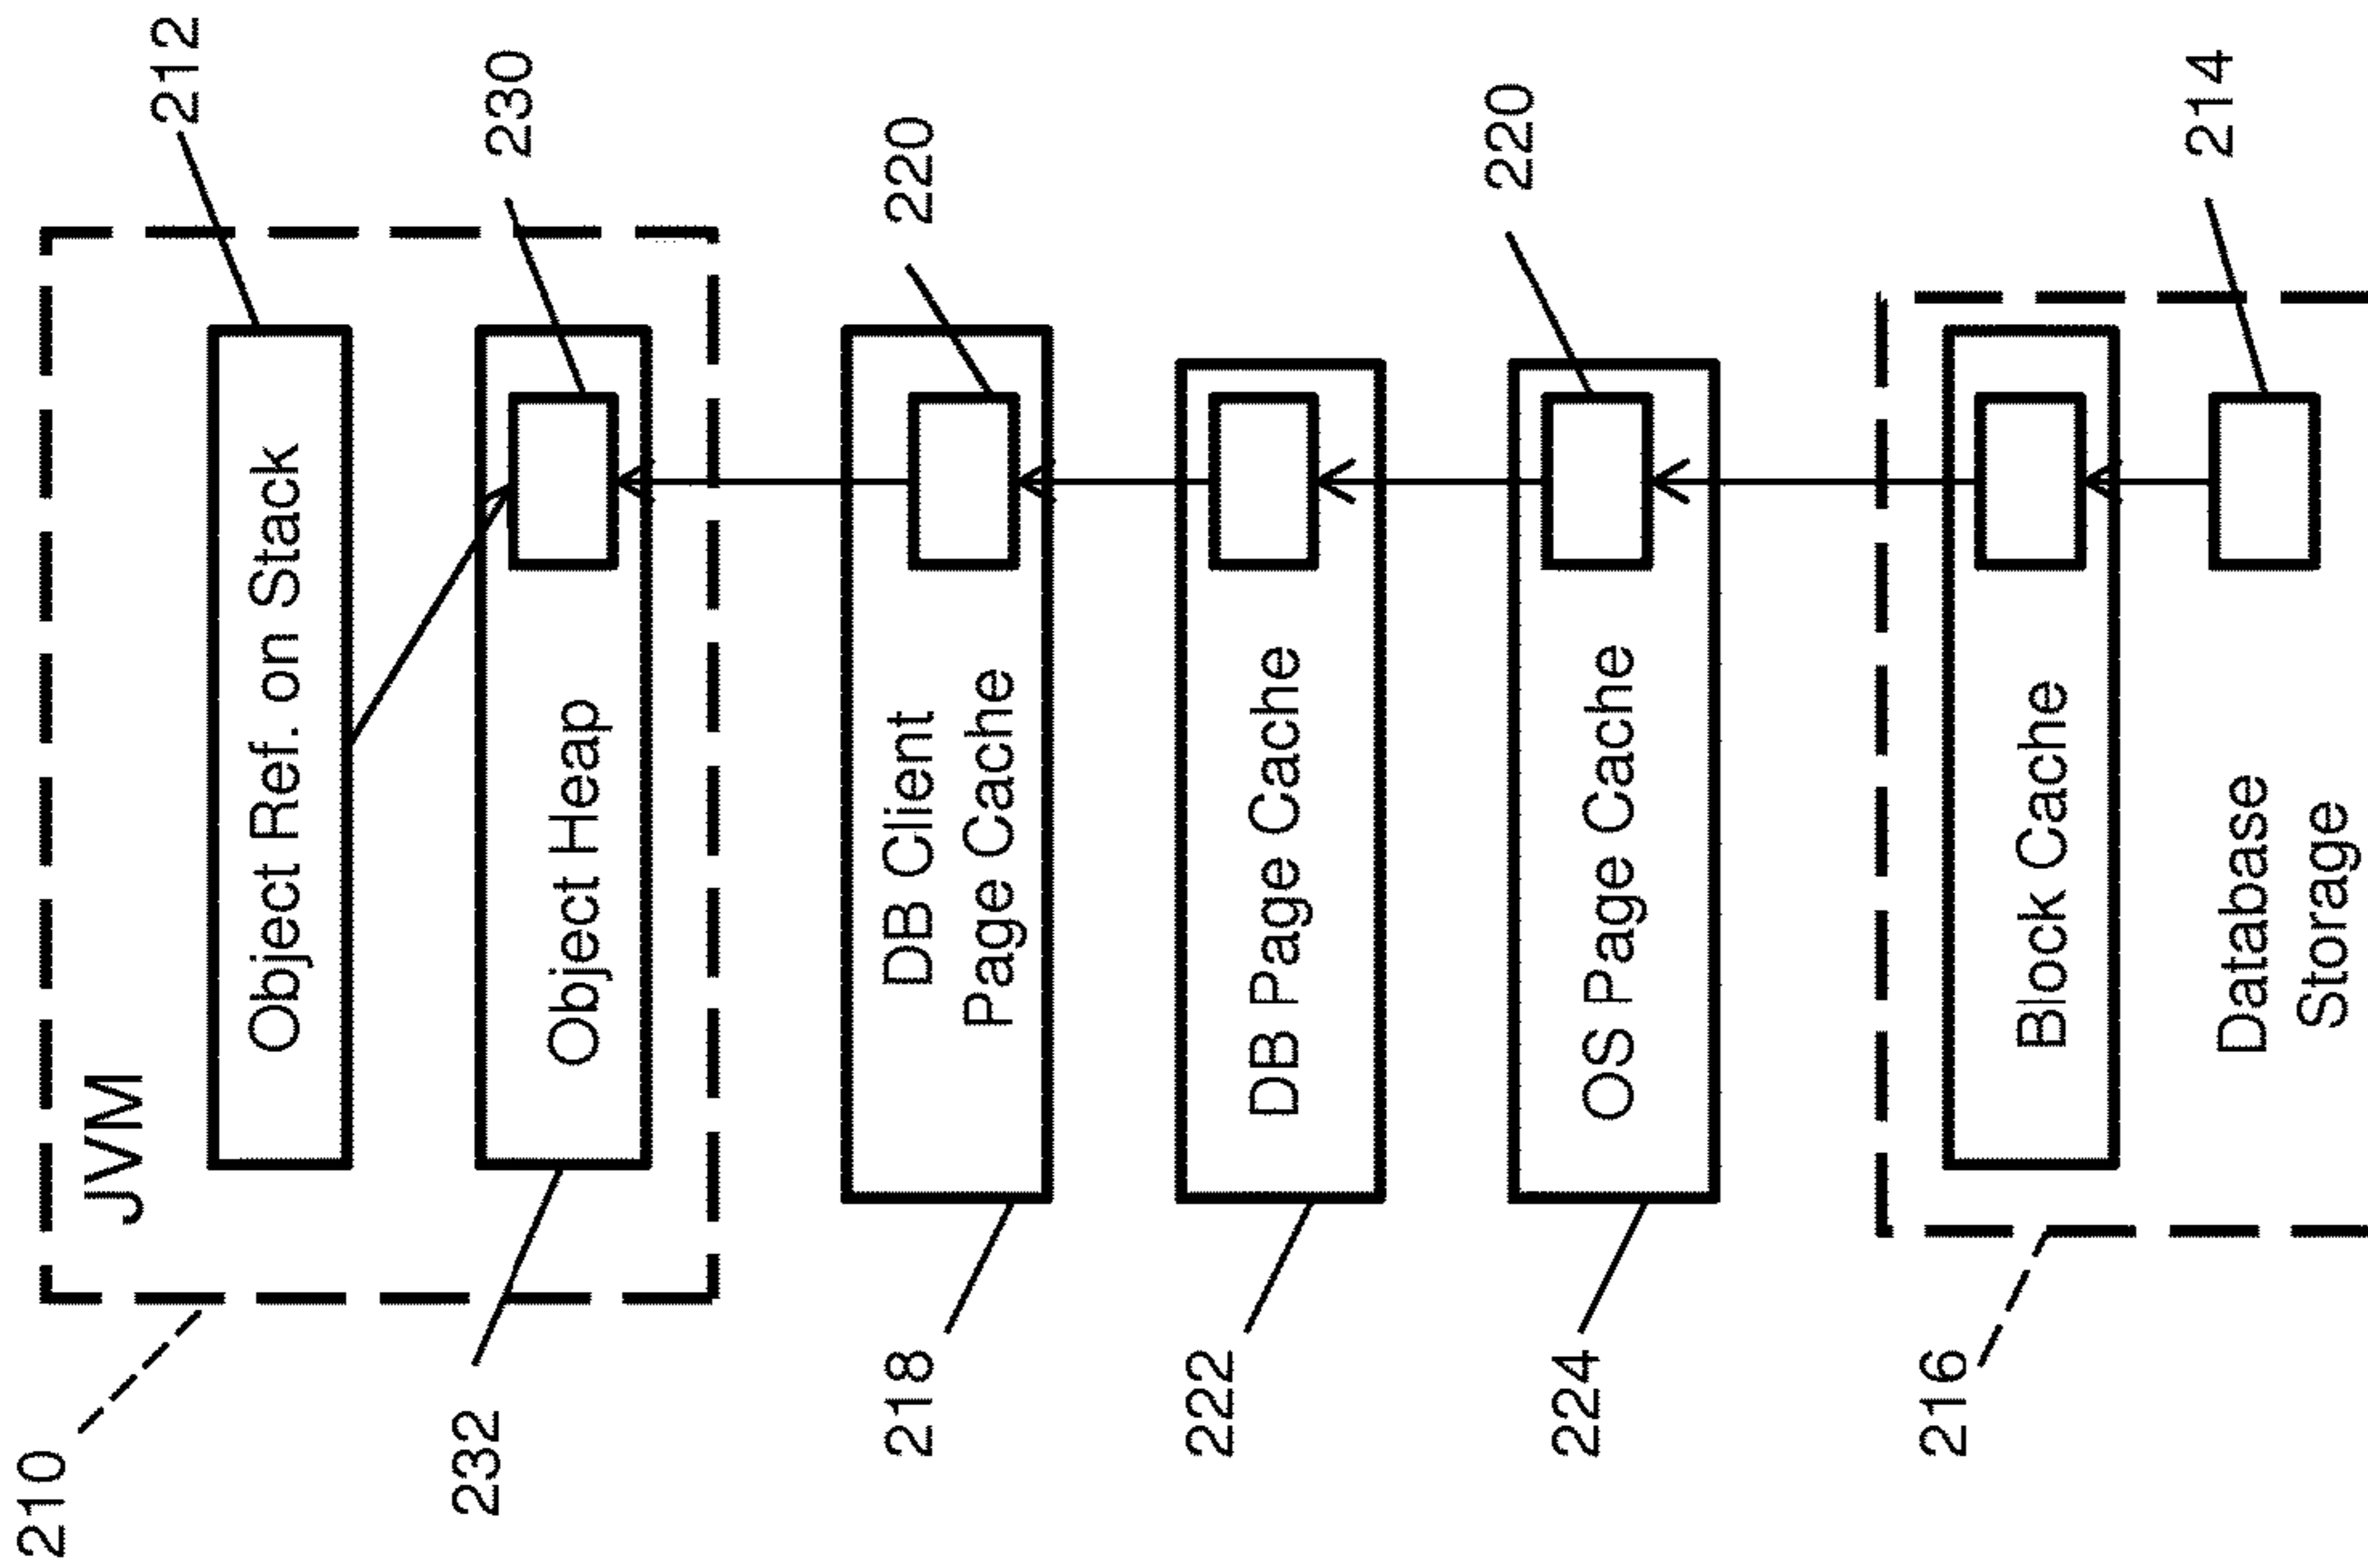 210
JVM
212
Object Ref. on Stack
232
Object Heap
230
218
DB Client
Page Cache
220
222
DB Page Cache
224
OS Page Cache
220
216
Block Cache
Database
Storage
214